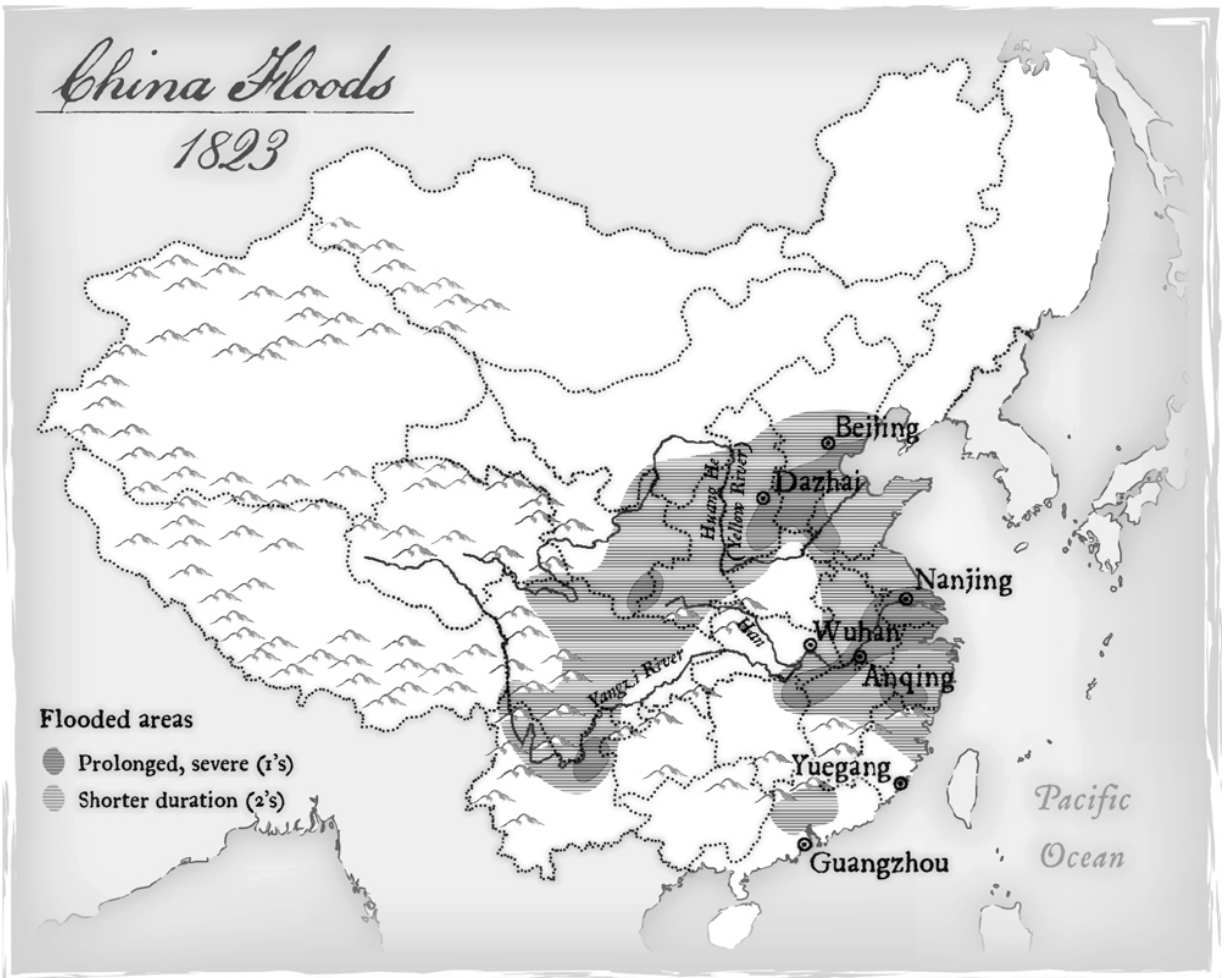 China Floods
1823
Beijing
Dazhai
Huang He
(Yellow River)
Nanjing
Wuhan
Han
Anqing
Yangzi River
Flooded areas
Prolonged, severe (1's)
Shorter duration (2's)
Yuegang
Pacific
Ocean
Guangzhou